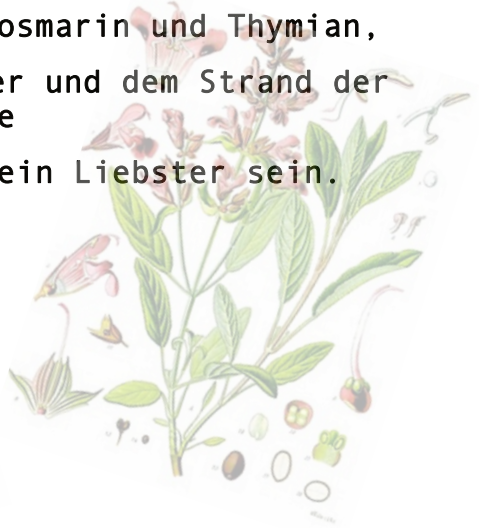 osmarin und Thymian,
er und dem Strand der
e
ein Liebster sein.